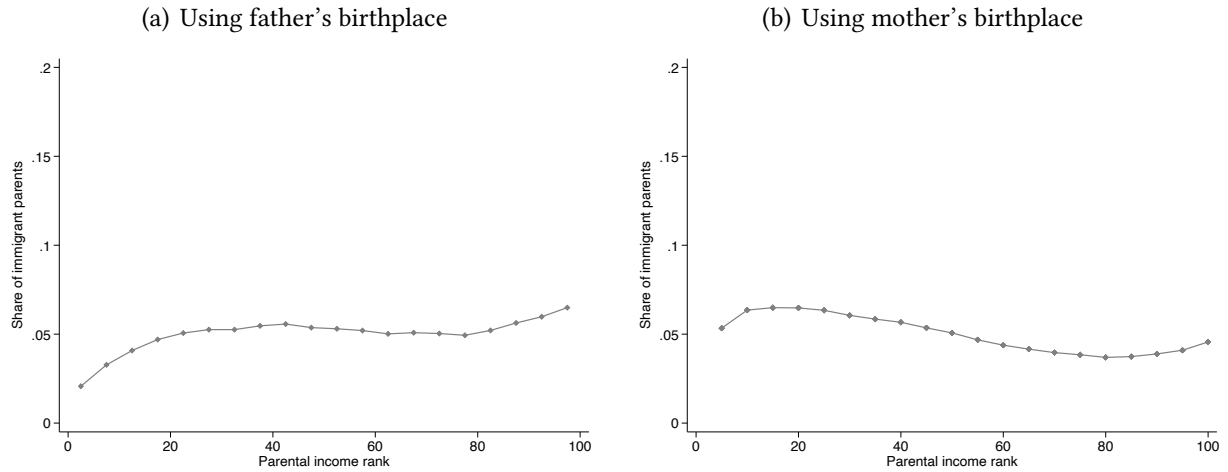 (a) Using father’s birthplace
.2
.15
.1
.05
0
Share of immigrant parents
0 20 40 60 80 100
Parental income rank
(b) Using mother’s birthplace
.2
.15
.1
.05
0
Share of immigrant parents
0 20 40 60 80 100
Parental income rank